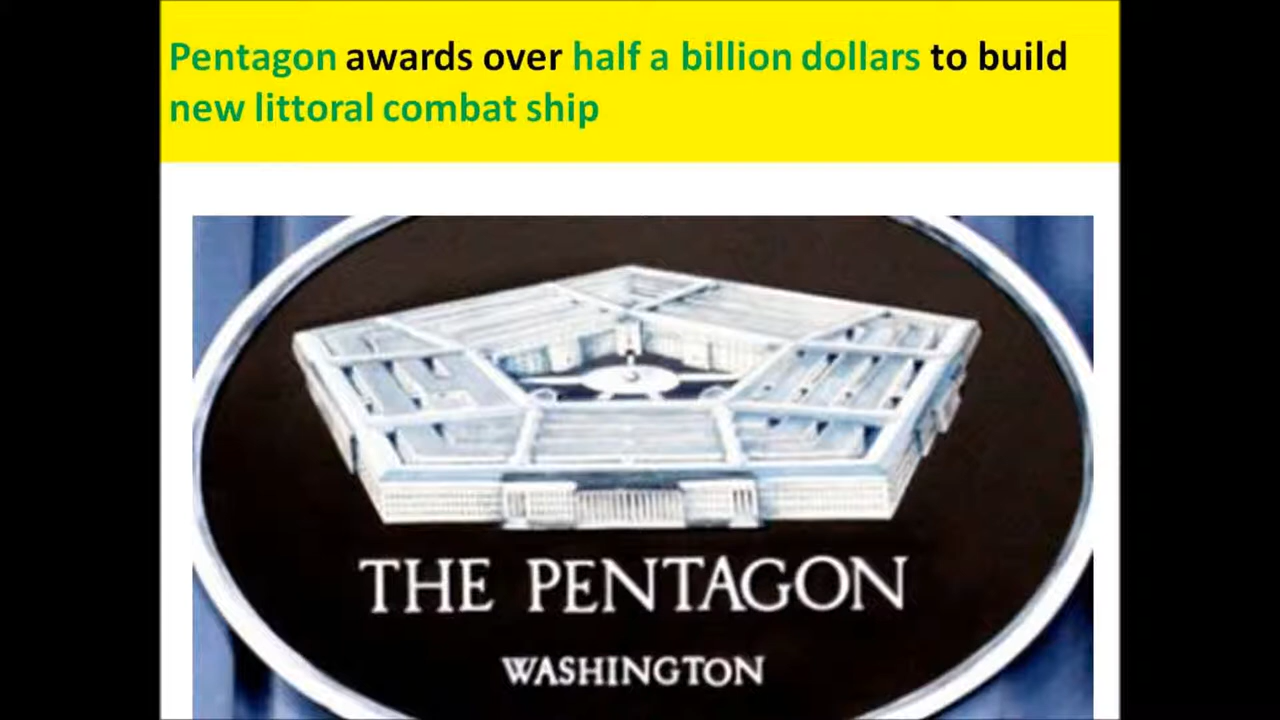 Pentagon awards over half a billion dollars to build
new littoral combat ship
THE PENTAGON
WASHINGTON